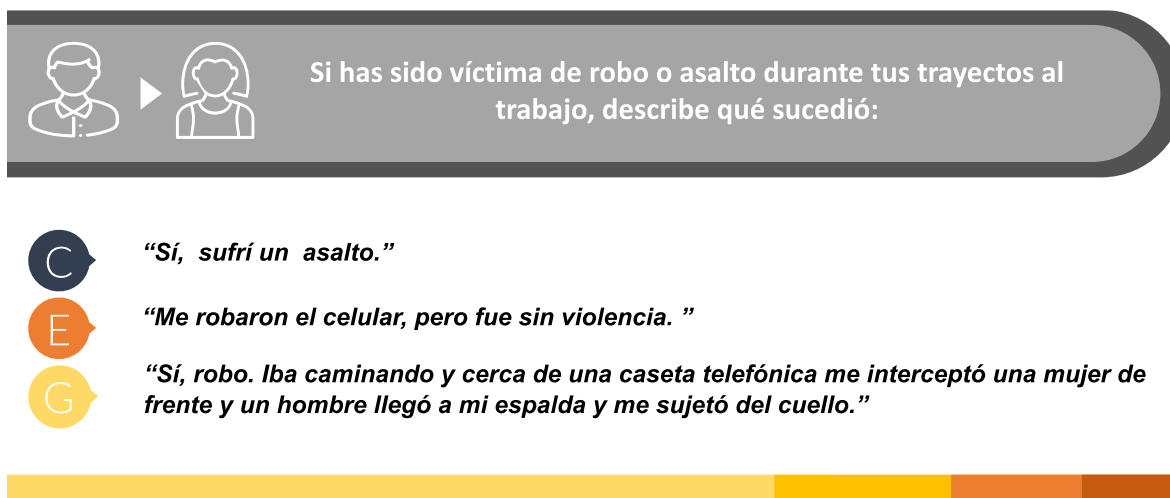 Si has sido víctima de robo o asalto durante tus trayectos al
trabajo, describe qué sucedió:
C
“Sí,  sufrí un  asalto.”
E
“Me robaron el celular, pero fue sin violencia. ”
G
“Sí, robo. Iba caminando y cerca de una caseta telefónica me interceptó una mujer de
frente y un hombre llegó a mi espalda y me sujetó del cuello.”